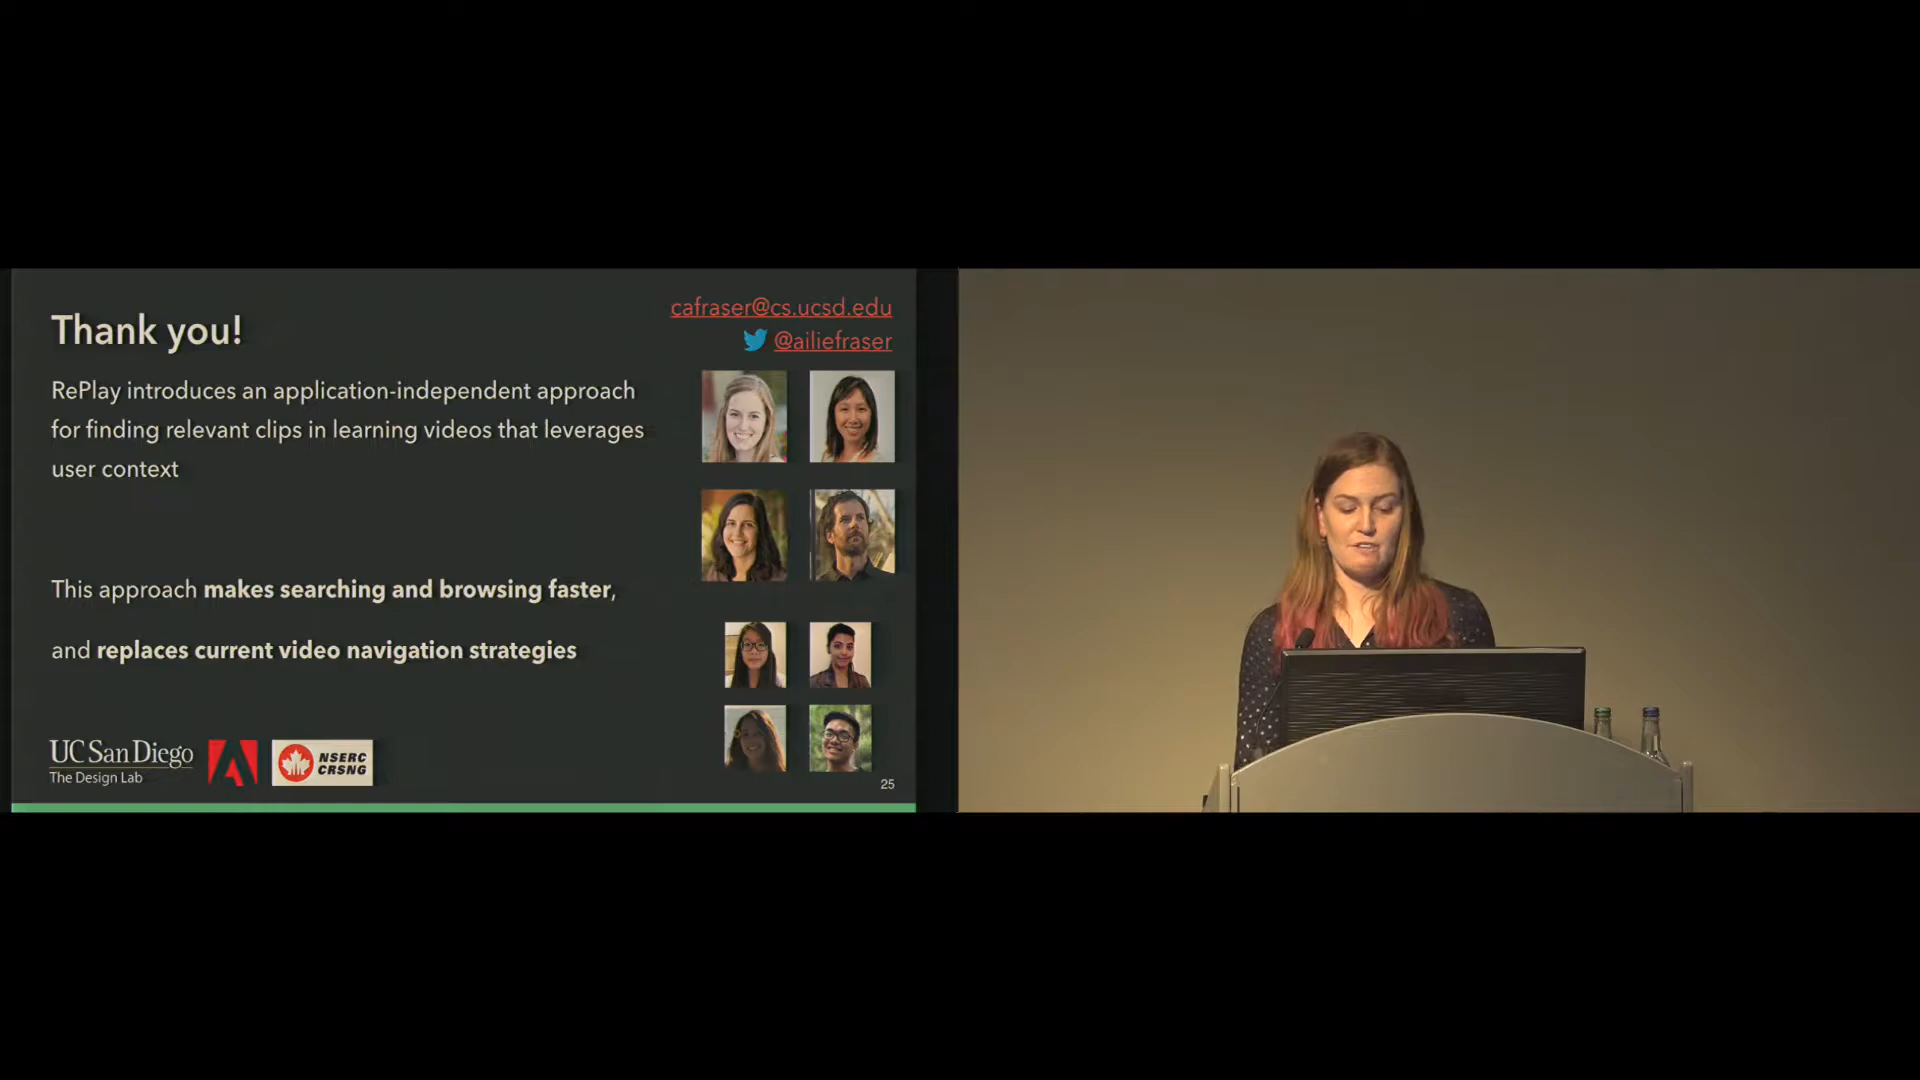 Thank you!
cafraser@cs.ucsd.edu
@ailiefraser
RePlay introduces an application-independent approach
for finding relevant clips in learning videos that leverages
user context
This approach makes searching and browsing faster,
and replaces current video navigation strategies
UC San Diego
The Design Lab
NSERC
CRSNG
25